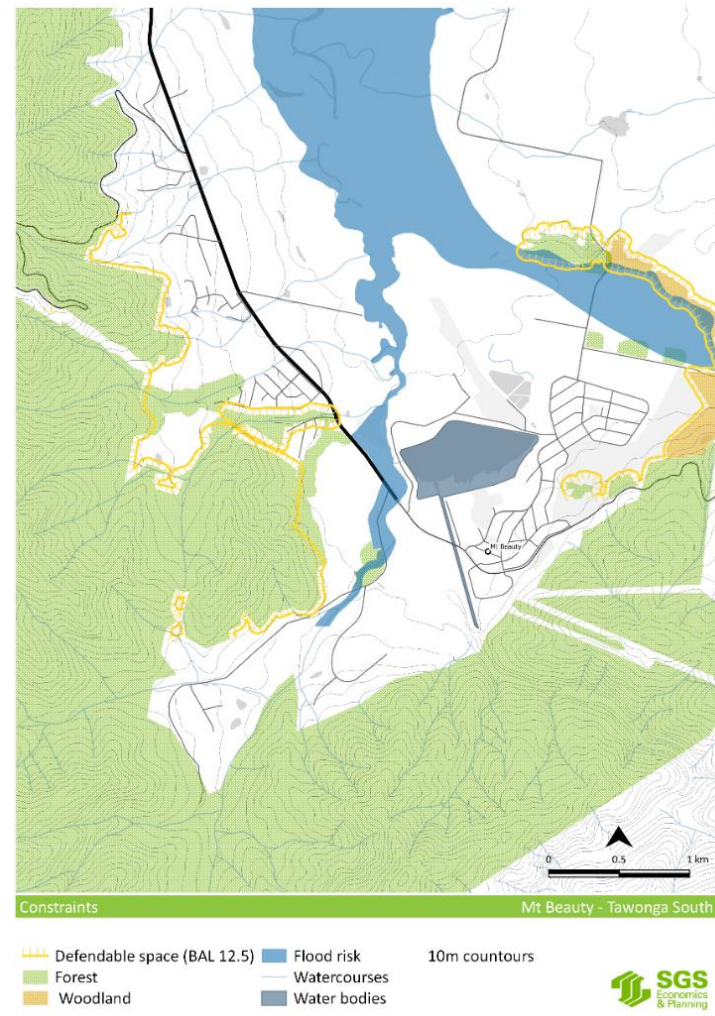 Mt Beauty
0 0.5 1 km
Constraints Mt Beauty - Tawonga South
Defendable space (BAL 12.5) Flood risk 10m countours
Forest Watercourses
Woodland Water bodies
SGS
Economics
& Planning